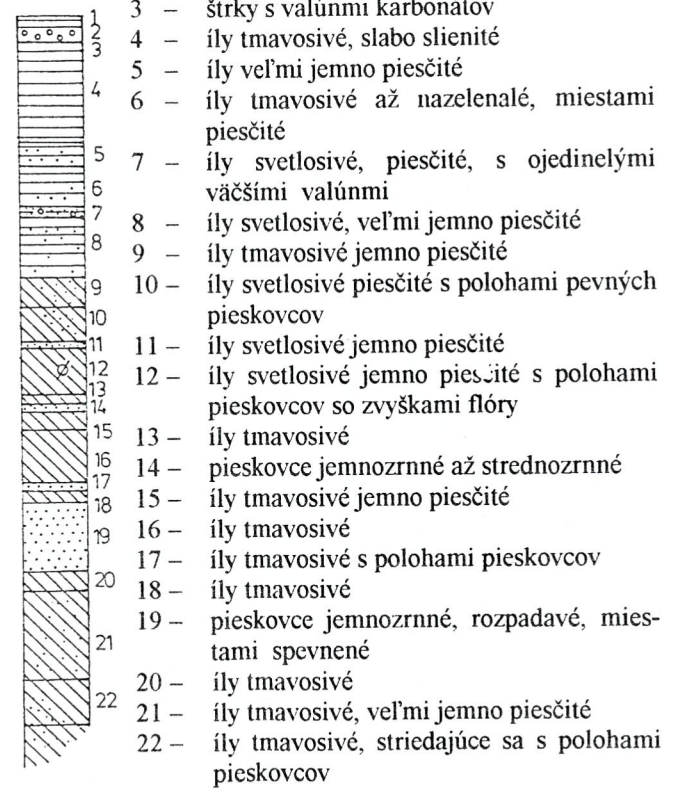 1
2
3
4
5
6
7
8
9
10
11
12
13
14
15
16
17
18
19
20
21
22
3 – štrky s valúnmi karbonátov
4 – íly tmavosivé, slabo slienité
5 – íly veľmi jemno piesčité
6 – íly tmavosivé až nazelenalé, miestami
piesčité
7 – íly svetlosivé, piesčité, s ojedinelými
väčšími valúnmi
8 – íly svetlosivé, veľmi jemno piesčité
9 – íly tmavosivé jemno piesčité
10 – íly svetlosivé piesčité s polohami pevných
pieskovcov
11 – íly svetlosivé jemno piesčité
12 – íly svetlosivé jemno piesčité s polohami
pieskovcov so zvyškami flóry
13 – íly tmavosivé
14 – pieskovce jemnozrnné až strednozrnné
15 – íly tmavosivé jemno piesčité
16 – íly tmavosivé
17 – íly tmavosivé s polohami pieskovcov
18 – íly tmavosivé
19 – pieskovce jemnozrnné, rozpadavé, mies-
tami spevnené
20 – íly tmavosivé
21 – íly tmavosivé, veľmi jemno piesčité
22 – íly tmavosivé, striedajúce sa s polohami
pieskovcov